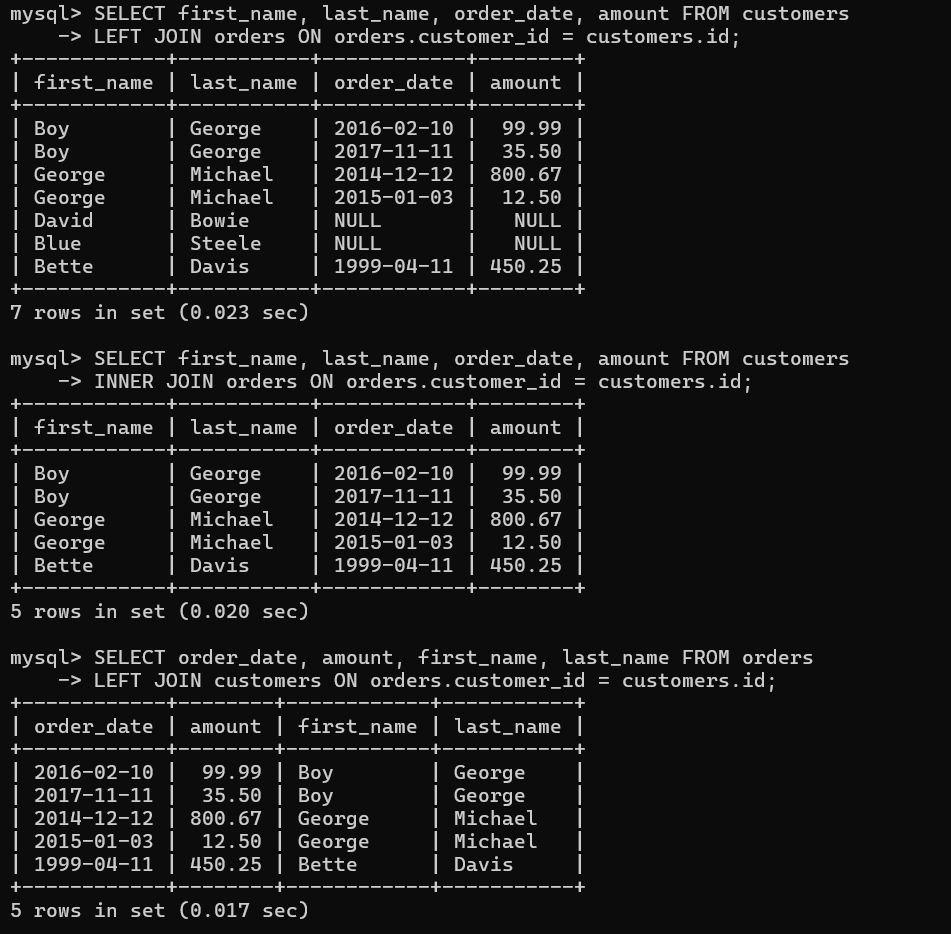 mysql> SELECT first_name, last_name, order_date, amount FROM customers
    -> LEFT JOIN orders ON orders.customer_id = customers.id;
+------------+-----------+------------+--------+
| first_name | last_name | order_date | amount |
+------------+-----------+------------+--------+
| Boy        | George    | 2016-02-10 |  99.99 |
| Boy        | George    | 2017-11-11 |  35.50 |
| George     | Michael   | 2014-12-12 | 800.67 |
| George     | Michael   | 2015-01-03 |  12.50 |
| David      | Bowie     | NULL       |   NULL |
| Blue       | Steele    | NULL       |   NULL |
| Bette      | Davis     | 1999-04-11 | 450.25 |
+------------+-----------+------------+--------+
7 rows in set (0.023 sec)

mysql> SELECT first_name, last_name, order_date, amount FROM customers
    -> INNER JOIN orders ON orders.customer_id = customers.id;
+------------+-----------+------------+--------+
| first_name | last_name | order_date | amount |
+------------+-----------+------------+--------+
| Boy        | George    | 2016-02-10 |  99.99 |
| Boy        | George    | 2017-11-11 |  35.50 |
| George     | Michael   | 2014-12-12 | 800.67 |
| George     | Michael   | 2015-01-03 |  12.50 |
| Bette      | Davis     | 1999-04-11 | 450.25 |
+------------+-----------+------------+--------+
5 rows in set (0.020 sec)

mysql> SELECT order_date, amount, first_name, last_name FROM orders
    -> LEFT JOIN customers ON orders.customer_id = customers.id;
+------------+--------+------------+-----------+
| order_date | amount | first_name | last_name |
+------------+--------+------------+-----------+
| 2016-02-10 |  99.99 | Boy        | George    |
| 2017-11-11 |  35.50 | Boy        | George    |
| 2014-12-12 | 800.67 | George     | Michael   |
| 2015-01-03 |  12.50 | George     | Michael   |
| 1999-04-11 | 450.25 | Bette      | Davis     |
+------------+--------+------------+-----------+
5 rows in set (0.017 sec)